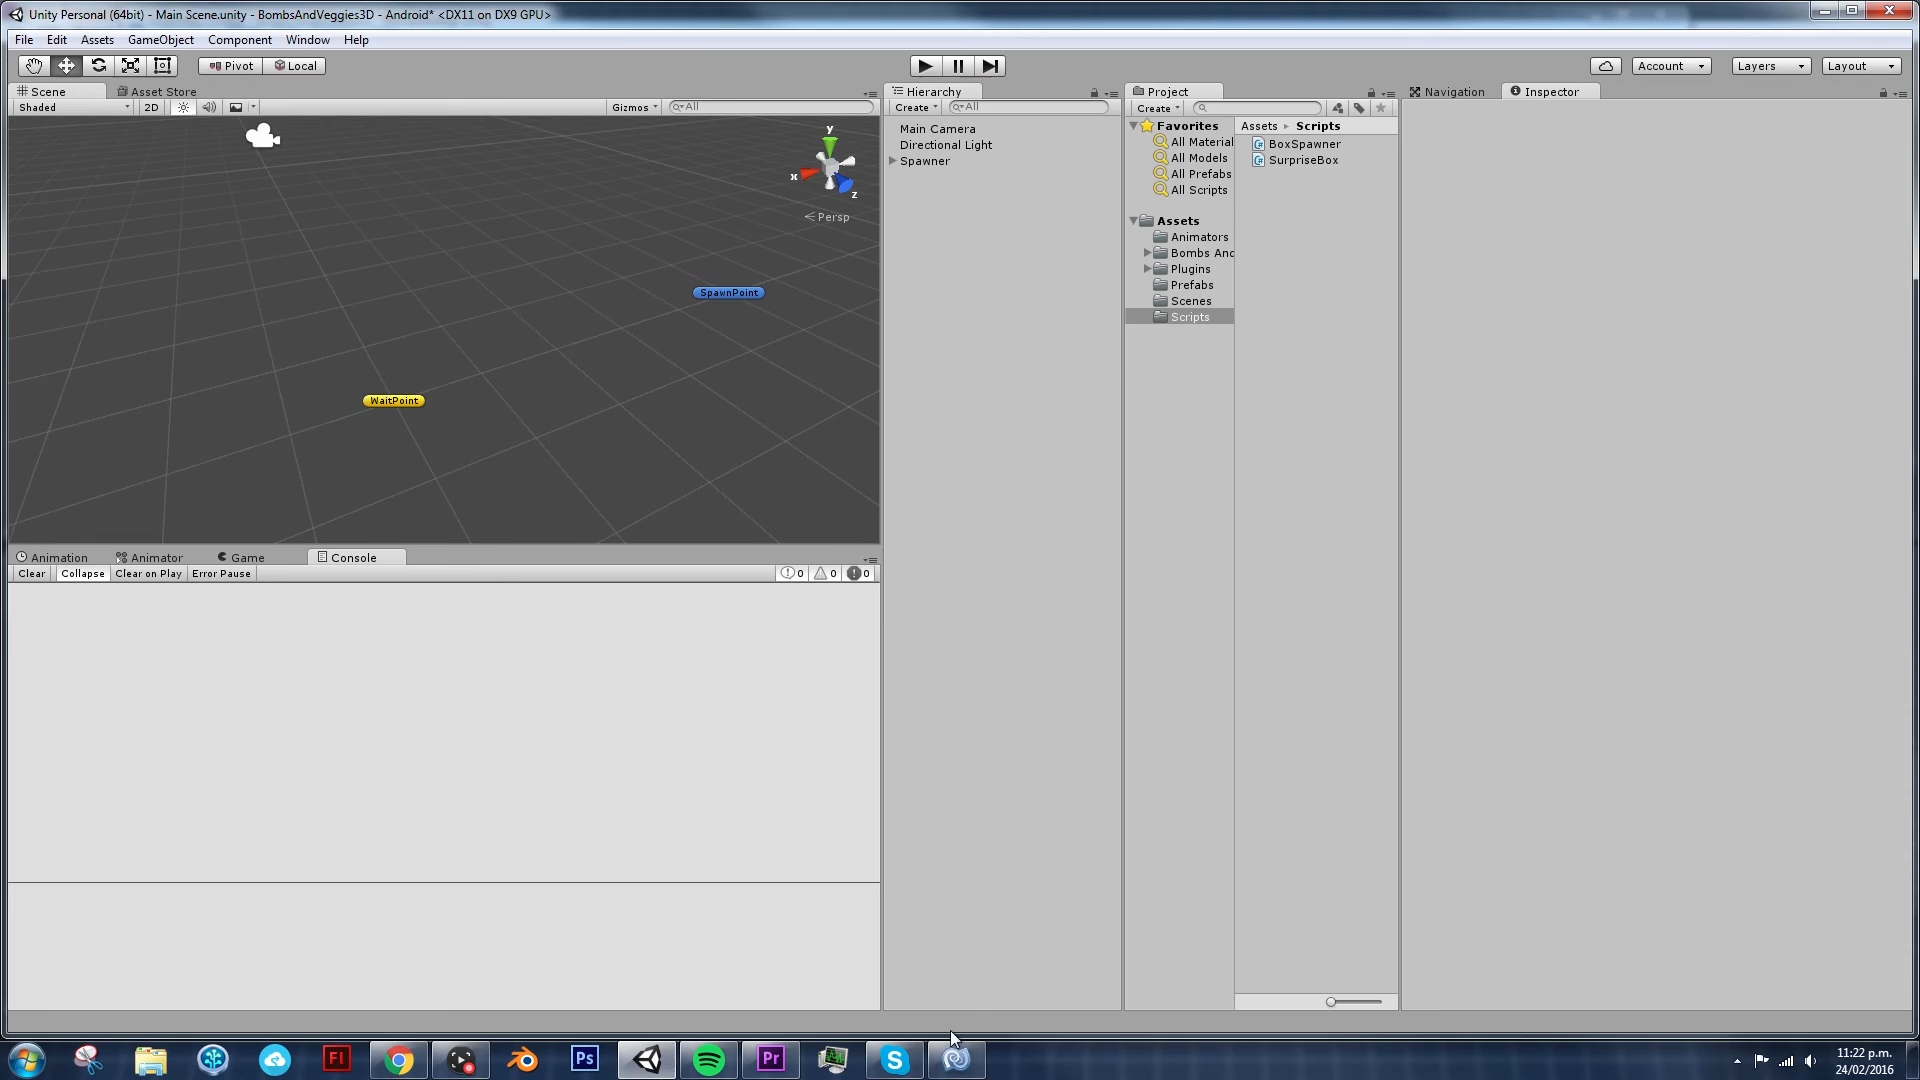 Unity Personal (64bit) - Main Scene.unity - BombsAndVeggies3D - Android* <DX11 on DX9 GPU>
File Edit Assets GameObject Component Window Help
Pivot Local Account Layers Layout
Scene Asset Store
Shaded 2D Gizmos All
y
x
z
Persp
SpawnPoint
WaitPoint
Hierarchy
Create All
Main Camera
Directional Light
Spawner
Project
Create
Favorites
All Material
All Models
All Prefabs
All Scripts
Assets
Animators
Bombs And
Plugins
Prefabs
Scenes
Scripts
Assets Scripts
BoxSpawner
SurpriseBox
Navigation Inspector
Animation Animator Game Console
Clear Collapse Clear on Play Error Pause 0 0 0
Fl Ps Pr
11:22 p.m.
24/02/2016